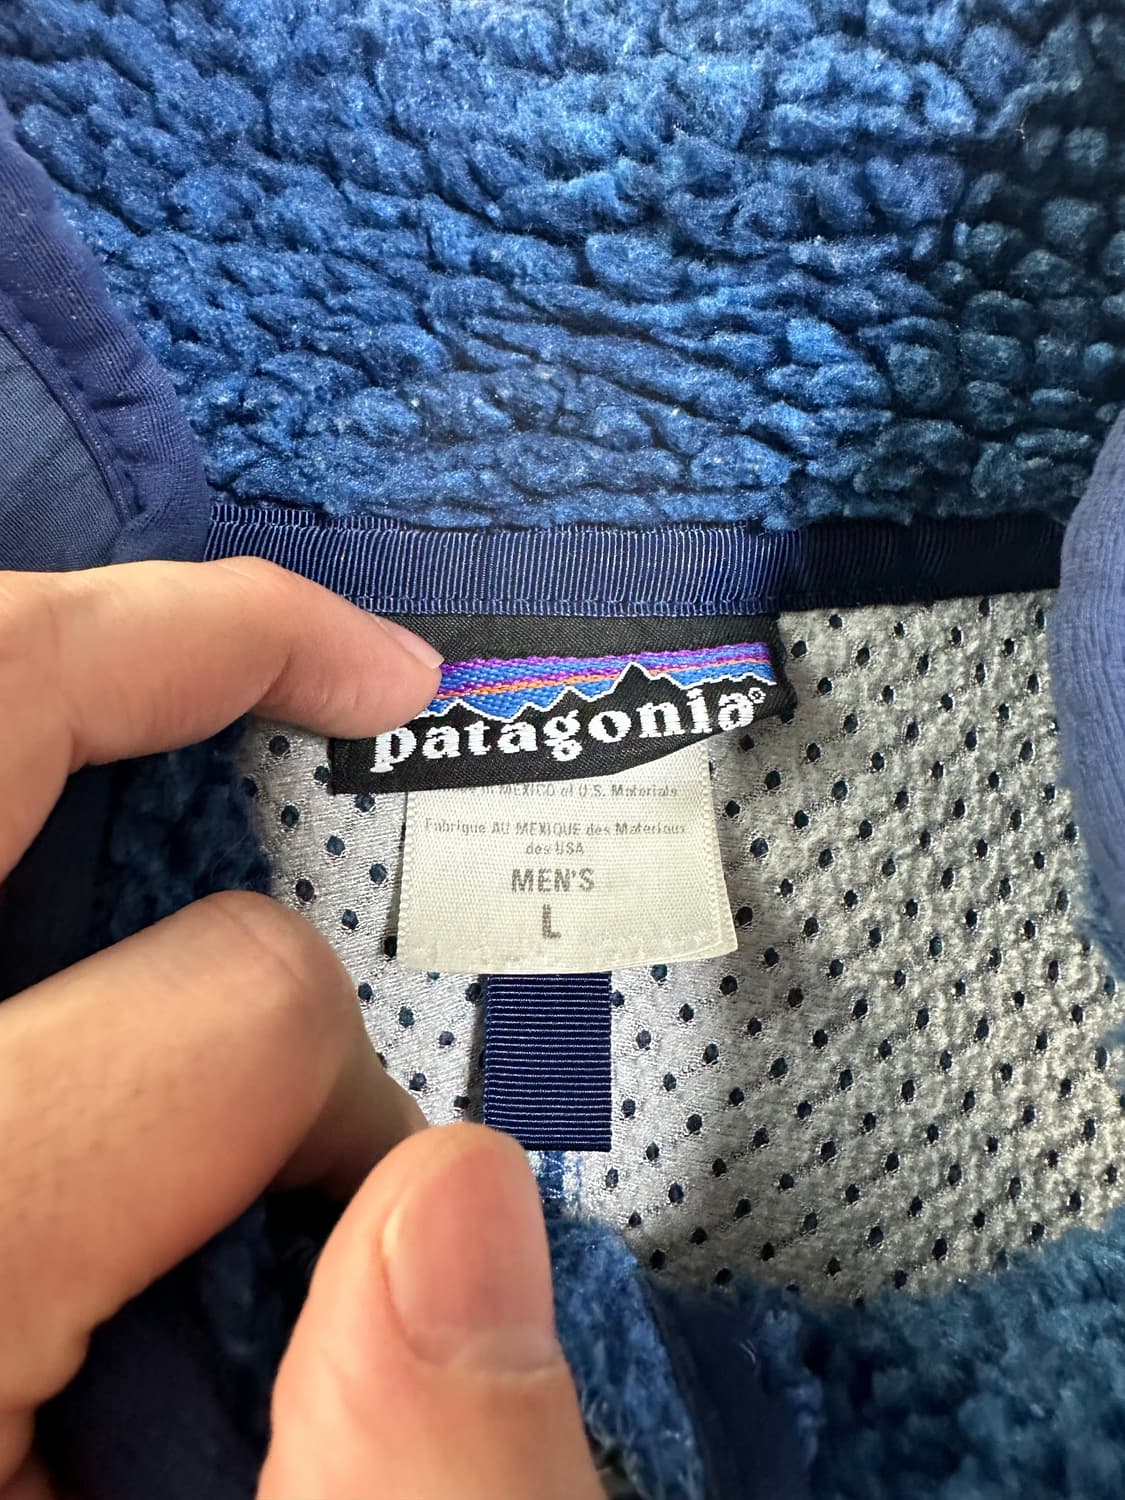 patagonia®
MEXICO of U.S. Materials
Fabrique AU MEXIQUE des Materiaux
des USA
MEN'S
L